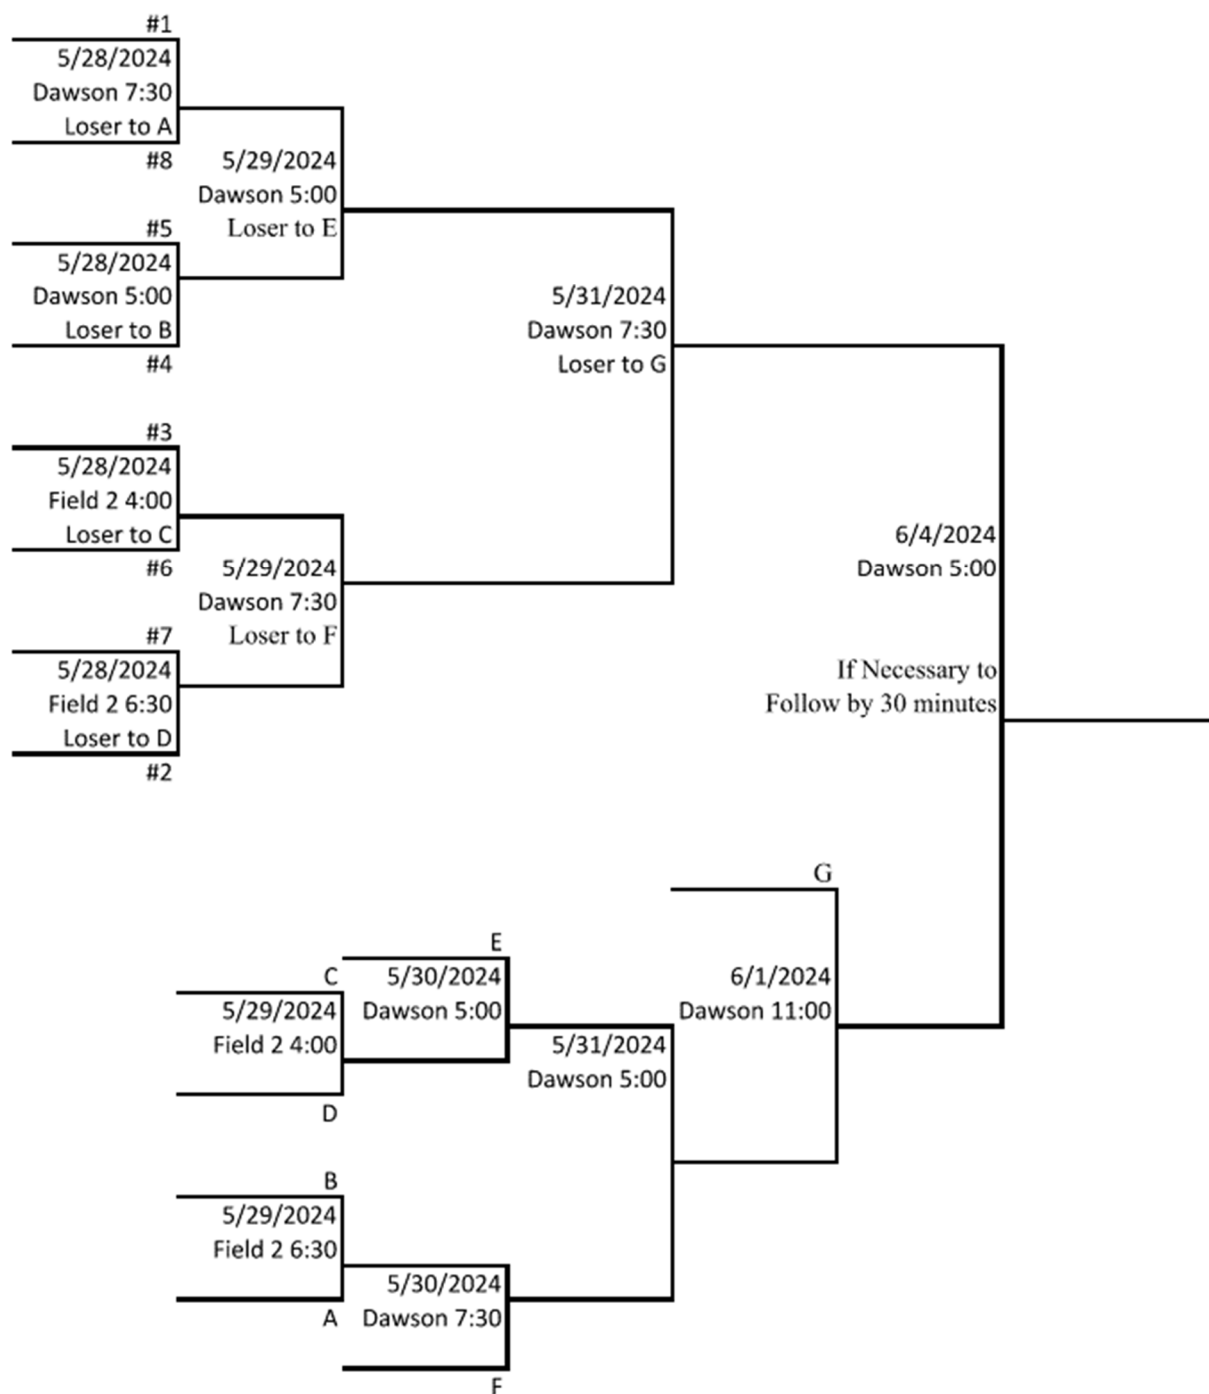 #1
5/28/2024
Dawson 7:30
Loser to A
#8
5/29/2024
Dawson 5:00
Loser to E
#5
5/28/2024
Dawson 5:00
Loser to B
#4
5/31/2024
Dawson 7:30
Loser to G
#3
5/28/2024
Field 2 4:00
Loser to C
#6
5/29/2024
Dawson 7:30
Loser to F
#7
5/28/2024
Field 2 6:30
Loser to D
#2
6/4/2024
Dawson 5:00
If Necessary to
Follow by 30 minutes
G
6/1/2024
Dawson 11:00
E
5/30/2024
Dawson 5:00
C
5/29/2024
Field 2 4:00
D
5/31/2024
Dawson 5:00
B
5/29/2024
Field 2 6:30
A
5/30/2024
Dawson 7:30
F